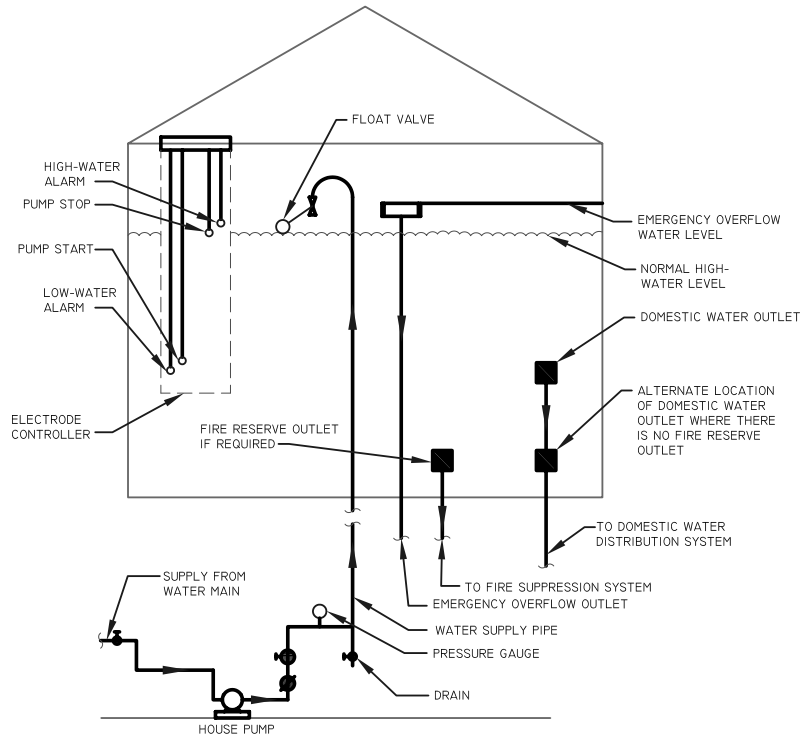 FLOAT VALVE
HIGH-WATER
ALARM
PUMP STOP
EMERGENCY OVERFLOW
WATER LEVEL
PUMP START
NORMAL HIGH-
WATER LEVEL
LOW-WATER
ALARM
DOMESTIC WATER OUTLET
ALTERNATE LOCATION
OF DOMESTIC WATER
OUTLET WHERE THERE
IS NO FIRE RESERVE
OUTLET
ELECTRODE
CONTROLLER
FIRE RESERVE OUTLET
IF REQUIRED
TO DOMESTIC WATER
DISTRIBUTION SYSTEM
SUPPLY FROM
WATER MAIN
TO FIRE SUPPRESSION SYSTEM
EMERGENCY OVERFLOW OUTLET
WATER SUPPLY PIPE
PRESSURE GAUGE
DRAIN
HOUSE PUMP